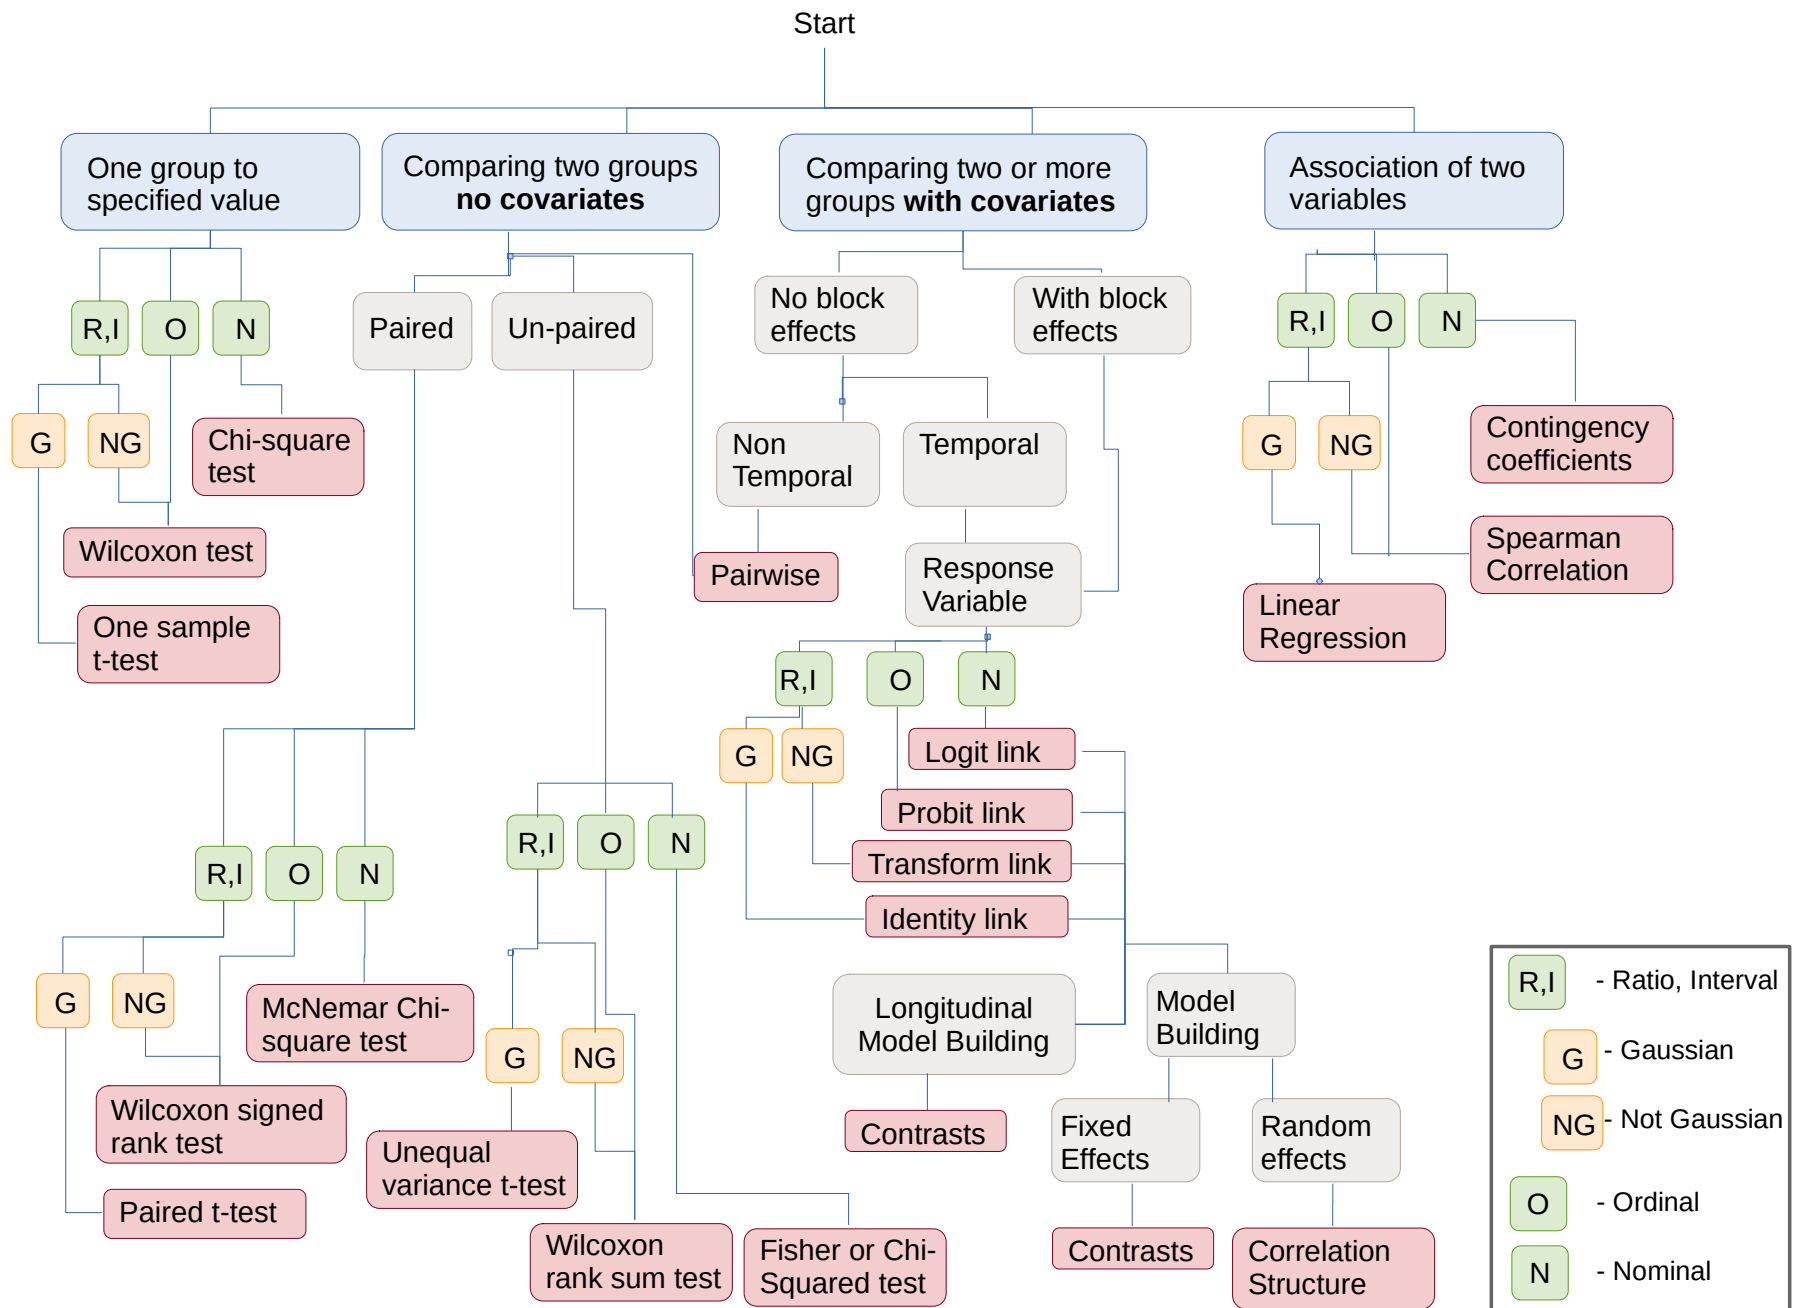 Start
One group to
specified value
Comparing two groups
no covariates
Comparing two or more
groups with covariates
Association of two
variables
R,I
O
N
Paired
Un-paired
No block
effects
With block
effects
R,I
O
N
G
NG
Chi-square
test
Non
Temporal
Temporal
G
NG
Contingency
coefficients
Wilcoxon test
Pairwise
Response
Variable
Spearman
Correlation
One sample
t-test
Linear
Regression
R,I
O
N
G
NG
Logit link
Probit link
Transform link
Identity link
R,I
O
N
R,I
O
N
G
NG
McNemar Chi-
square test
G
NG
Longitudinal
Model Building
Model
Building
Wilcoxon signed
rank test
Unequal
variance t-test
Contrasts
Fixed
Effects
Random
effects
Paired t-test
Wilcoxon
rank sum test
Fisher or Chi-
Squared test
Contrasts
Correlation
Structure
R,I - Ratio, Interval
G - Gaussian
NG - Not Gaussian
O - Ordinal
N - Nominal